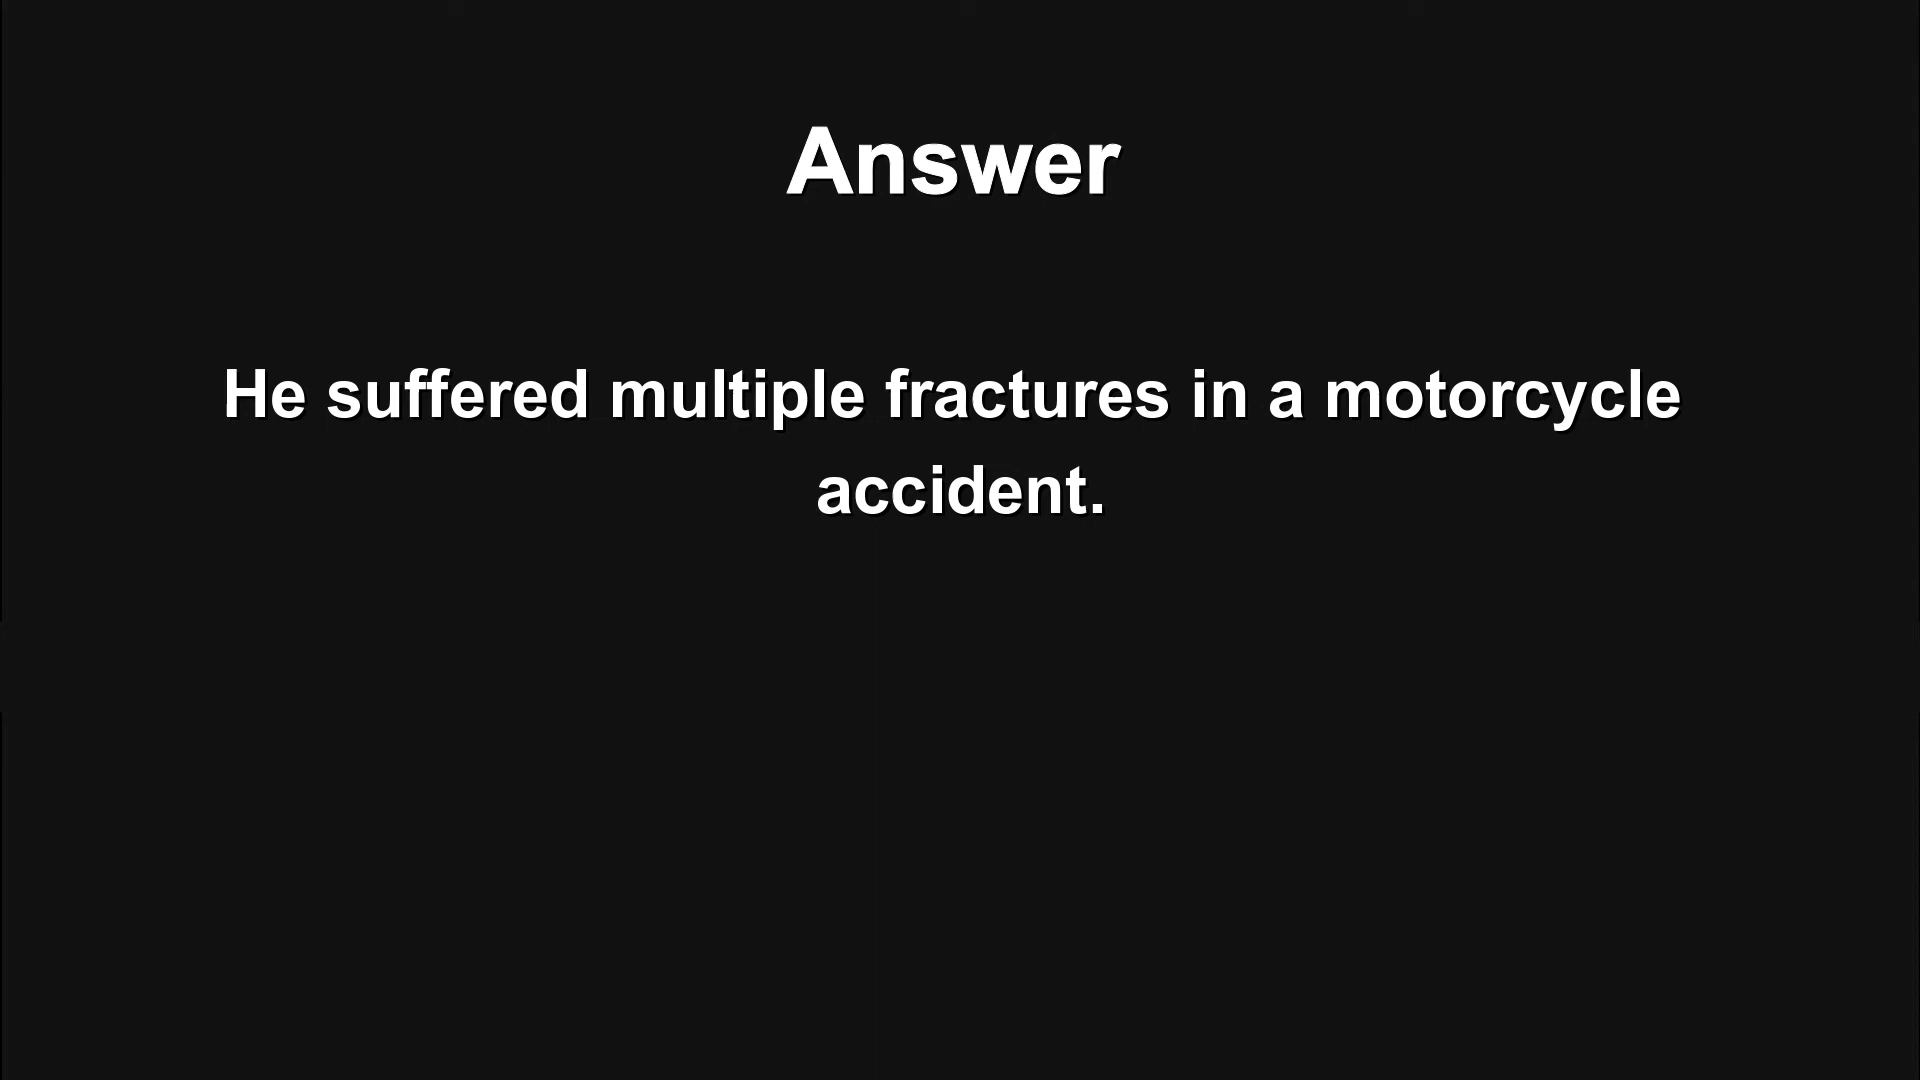 Answer
He suffered multiple fractures in a motorcycle
accident.